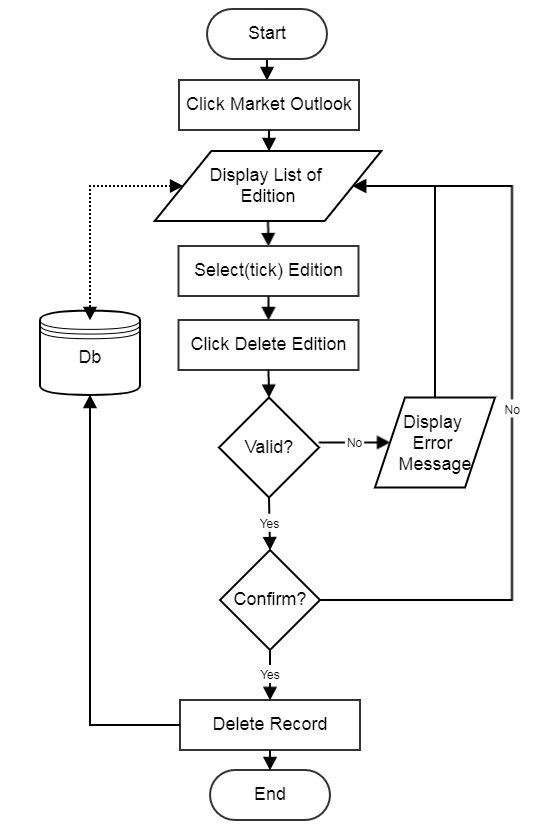 Start
Click Market Outlook
Display List of
Edition
Select(tick) Edition
Db
Click Delete Edition
Display
Error
Message
No
Valid?
No
Yes
Confirm?
Yes
Delete Record
End